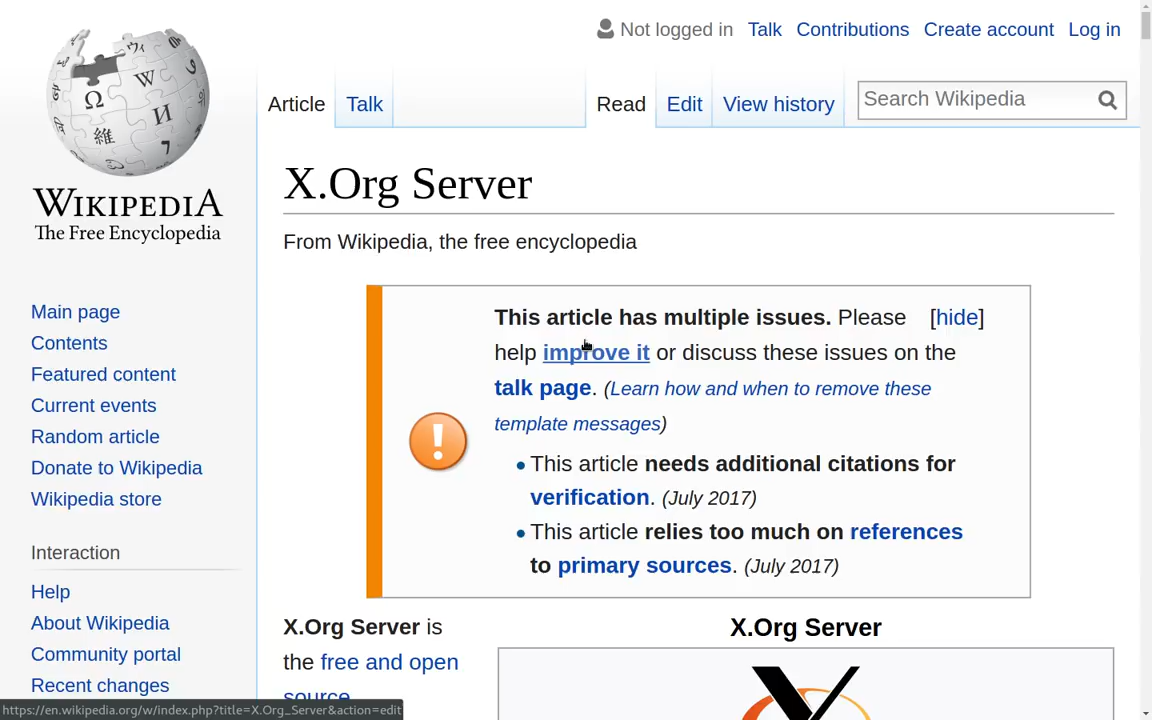 Not logged in Talk Contributions Create account Log in
Article Talk Read Edit View history Search Wikipedia
WIKIPEDIA
The Free Encyclopedia
Main page
Contents
Featured content
Current events
Random article
Donate to Wikipedia
Wikipedia store
Interaction
Help
About Wikipedia
Community portal
Recent changes
X.Org Server
From Wikipedia, the free encyclopedia
This article has multiple issues. Please [hide]
help improve it or discuss these issues on the
talk page. (Learn how and when to remove these
template messages)
• This article needs additional citations for
verification. (July 2017)
• This article relies too much on references
to primary sources. (July 2017)
X.Org Server is
the free and open
source
X.Org Server
https://en.wikipedia.org/w/index.php?title=X.Org_Server&action=edit